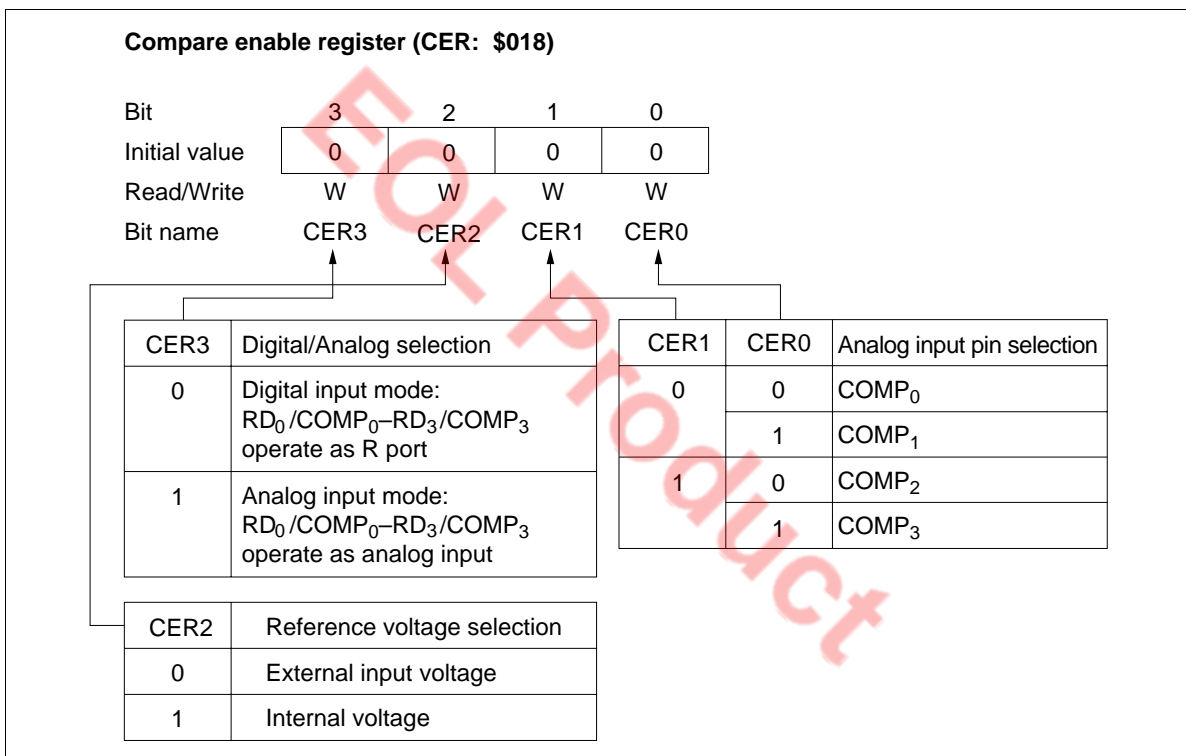 Compare enable register (CER: $018)
Bit 3 2 1 0
Initial value 0 0 0 0
Read/Write W W W W
Bit name CER3 CER2 CER1 CER0
CER3 Digital/Analog selection
0 Digital input mode:
RD0/COMP0–RD3/COMP3
operate as R port
1 Analog input mode:
RD0/COMP0–RD3/COMP3
operate as analog input
CER1 CER0 Analog input pin selection
0 0 COMP0
1 COMP1
1 0 COMP2
1 COMP3
CER2 Reference voltage selection
0 External input voltage
1 Internal voltage
EOL Product